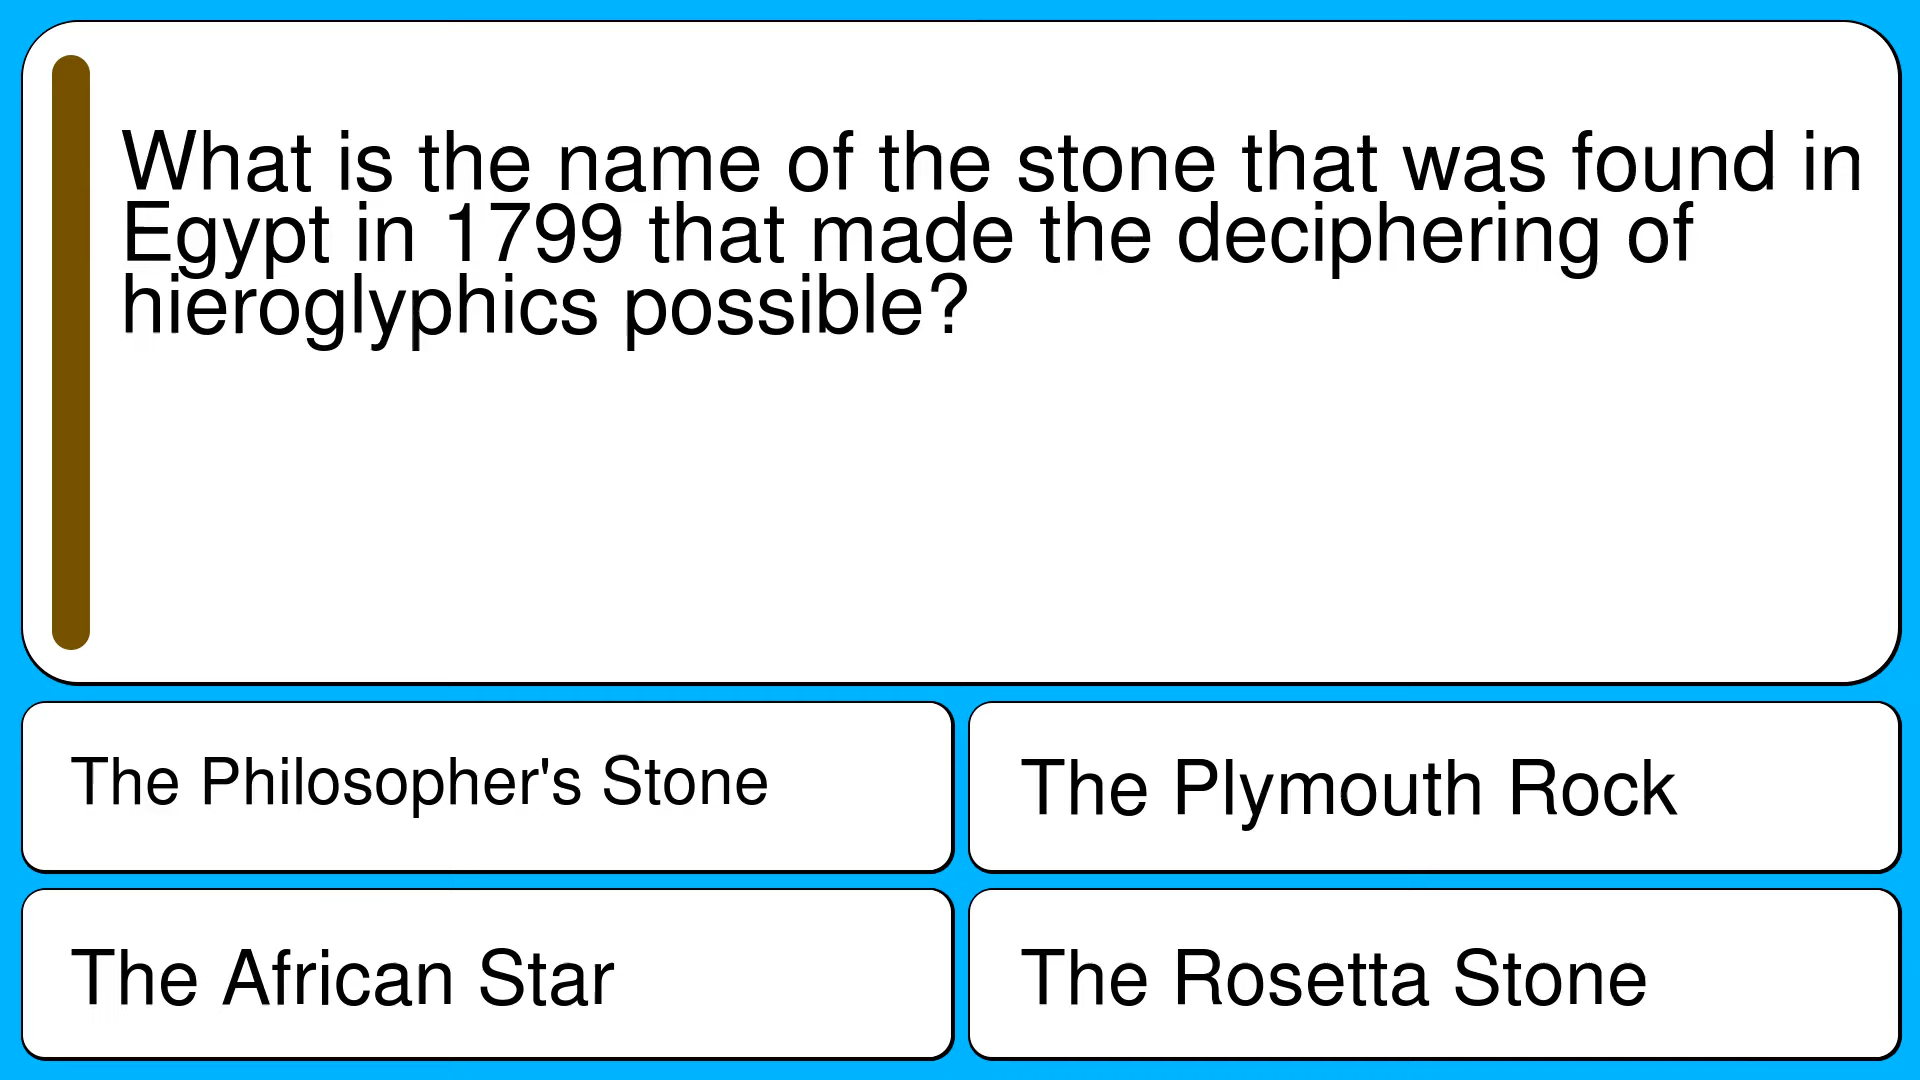 What is the name of the stone that was found in
Egypt in 1799 that made the deciphering of
hieroglyphics possible?
The Philosopher's Stone
The Plymouth Rock
The African Star
The Rosetta Stone